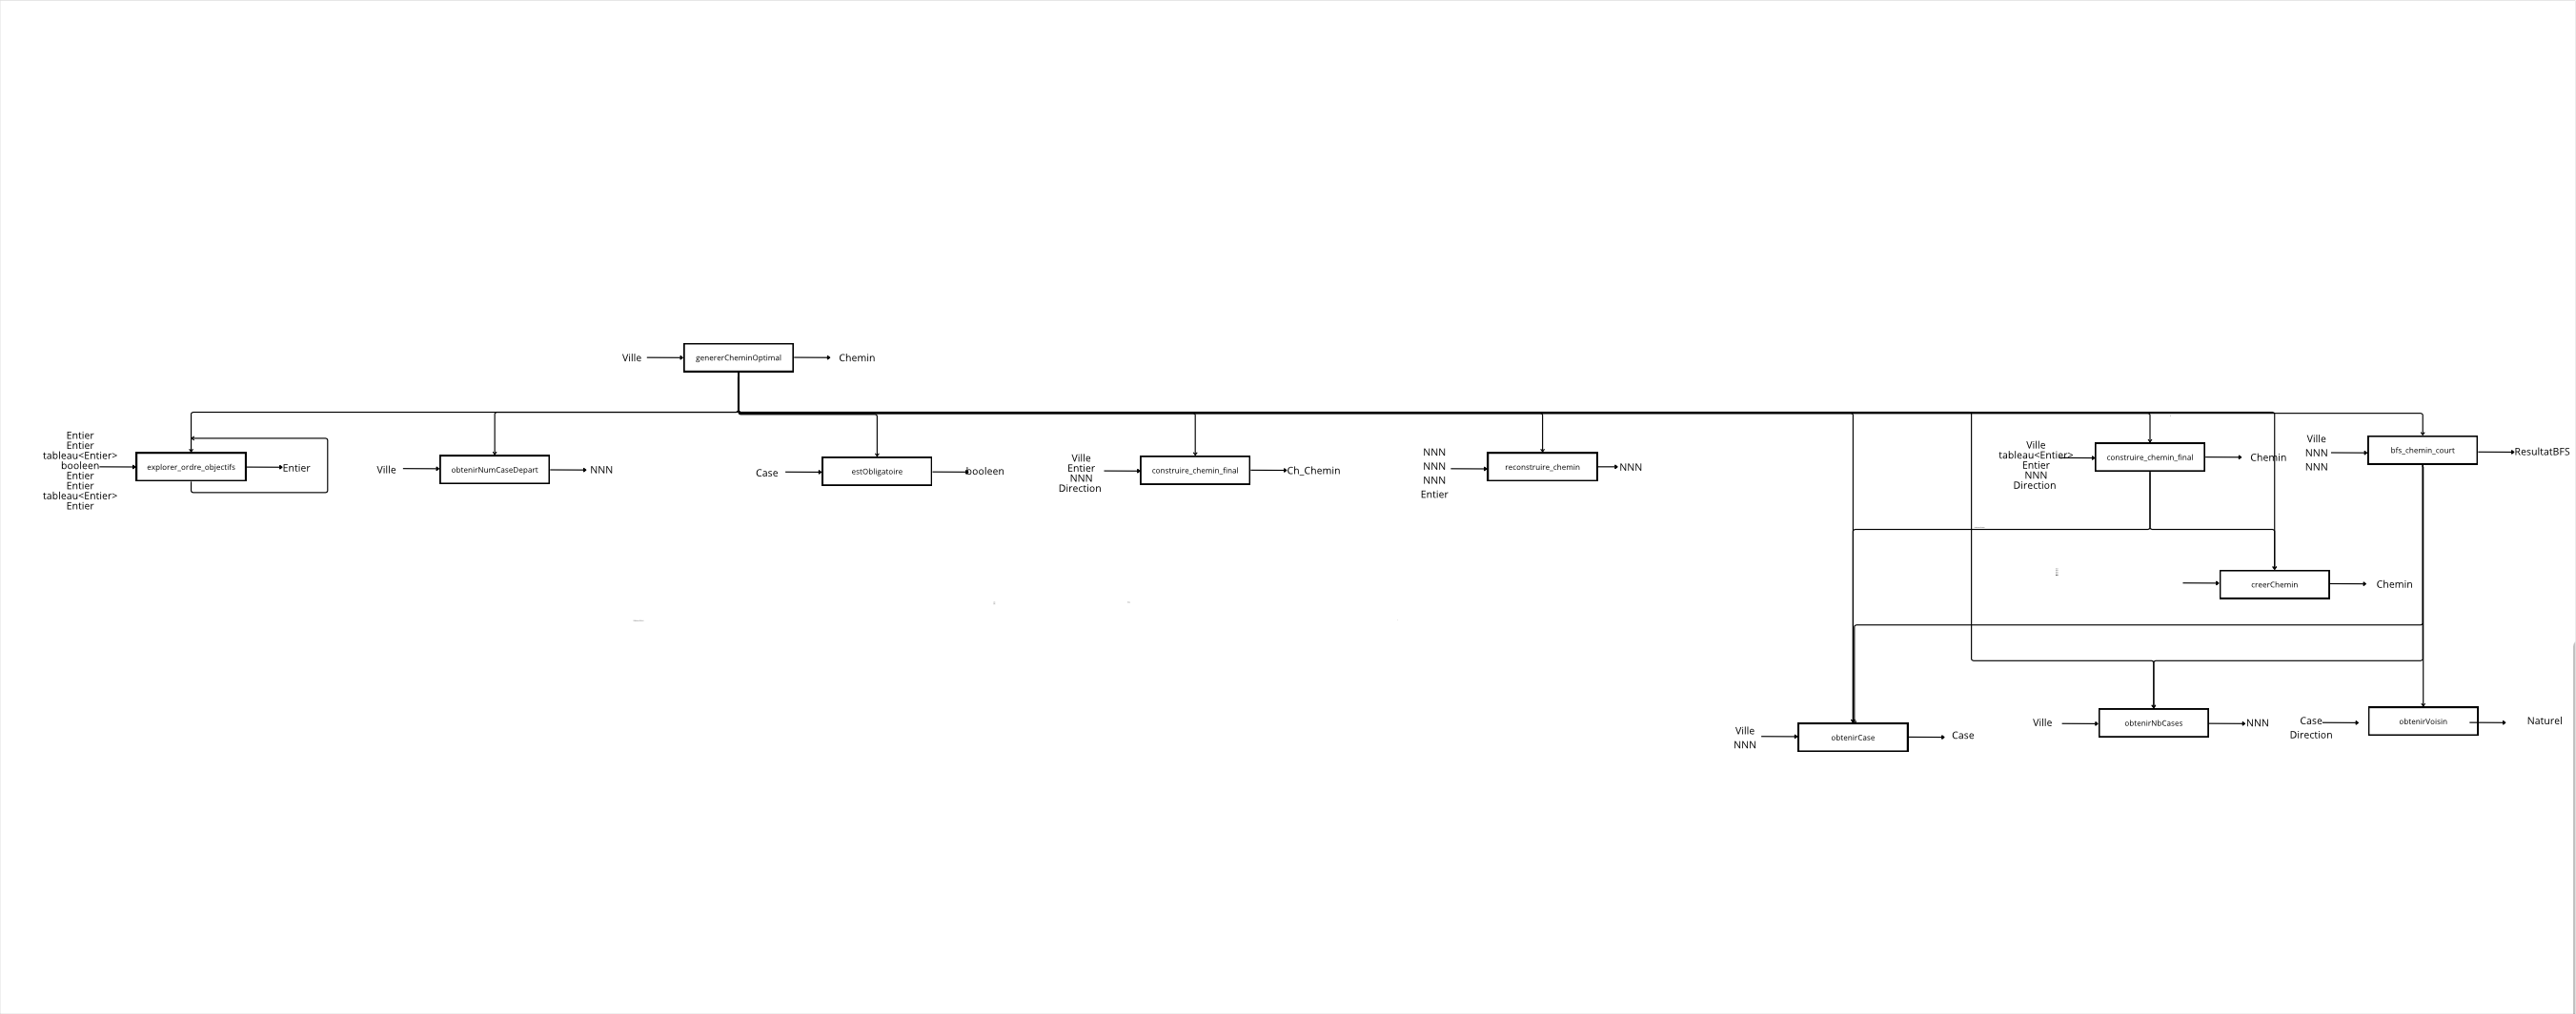 Ville
genererCheminOptimal
Chemin
Entier
Entier
tableau<Entier>
booleen
Entier
Entier
tableau<Entier>
Entier
explorer_ordre_objectifs
Entier
Ville
obtenirNumCaseDepart
NNN
Case
estObligatoire
booleen
Ville
Entier
NNN
Direction
construire_chemin_final
Ch_Chemin
NNN
NNN
NNN
Entier
reconstruire_chemin
NNN
Ville
tableau<Entier>
Entier
NNN
Direction
construire_chemin_final
Chemin
Ville
NNN
NNN
bfs_chemin_court
ResultatBFS
creerChemin
Chemin
Ville
NNN
obtenirCase
Case
Ville
obtenirNbCases
NNN
Case
Direction
obtenirVoisin
Naturel